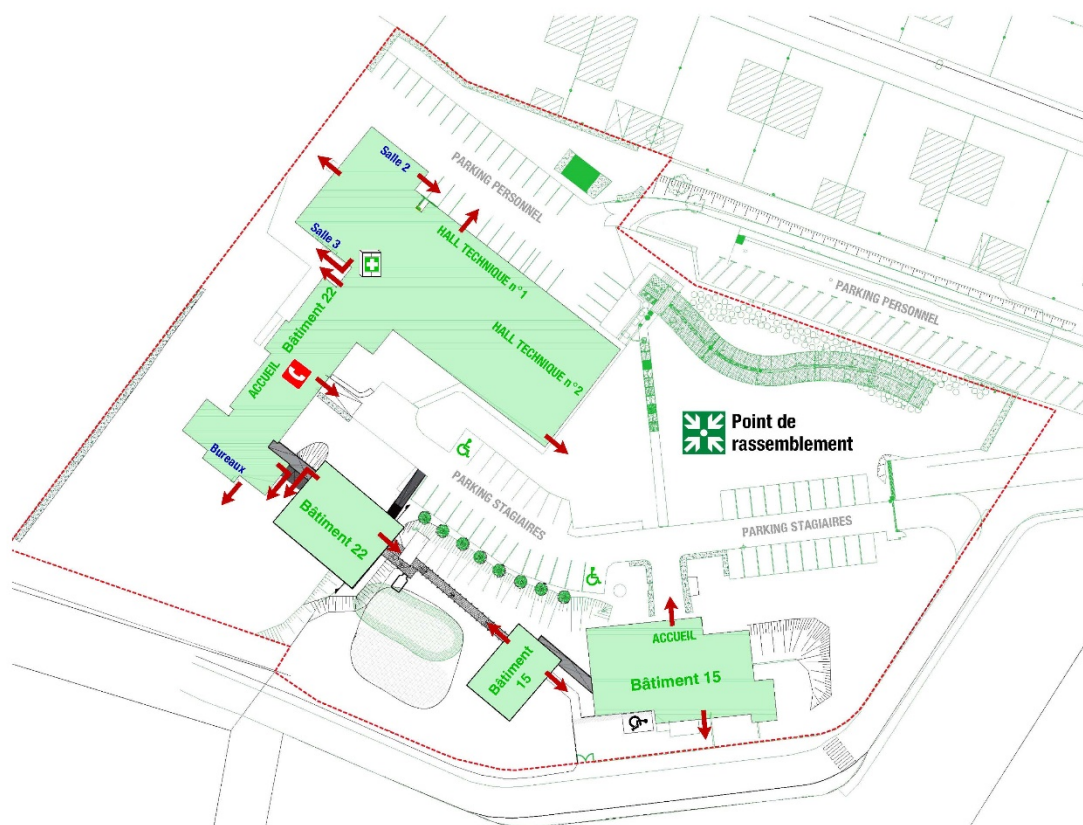 Salle 2
PARKING PERSONNEL
Salle 3
HALL TECHNIQUE n°1
PARKING PERSONNEL
Bâtiment 22
HALL TECHNIQUE n°2
ACCUEIL
Point de
rassemblement
Bureaux
PARKING STAGIAIRES
Bâtiment 22
PARKING STAGIAIRES
ACCUEIL
Bâtiment
15
Bâtiment 15